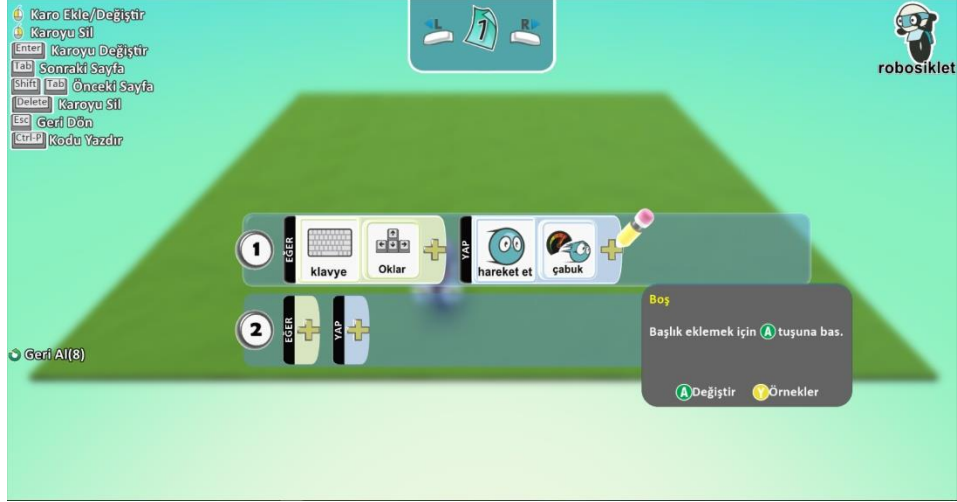 Karo Ekle/Değiştir
Karoyu Sil
Enter Karoyu Değiştir
Tab Sonraki Sayfa
Shift Tab Önceki Sayfa
Delete Karoyu Sil
Esc Geri Dön
Ctrl-P Kodu Yazdır
L 1 R
robosiklet
1 EĞER klavye Oklar YAP hareket et çabuk
2 EĞER YAP
Boş
Başlık eklemek için A tuşuna bas.
A Değiştir Y Örnekler
Geri Al(8)